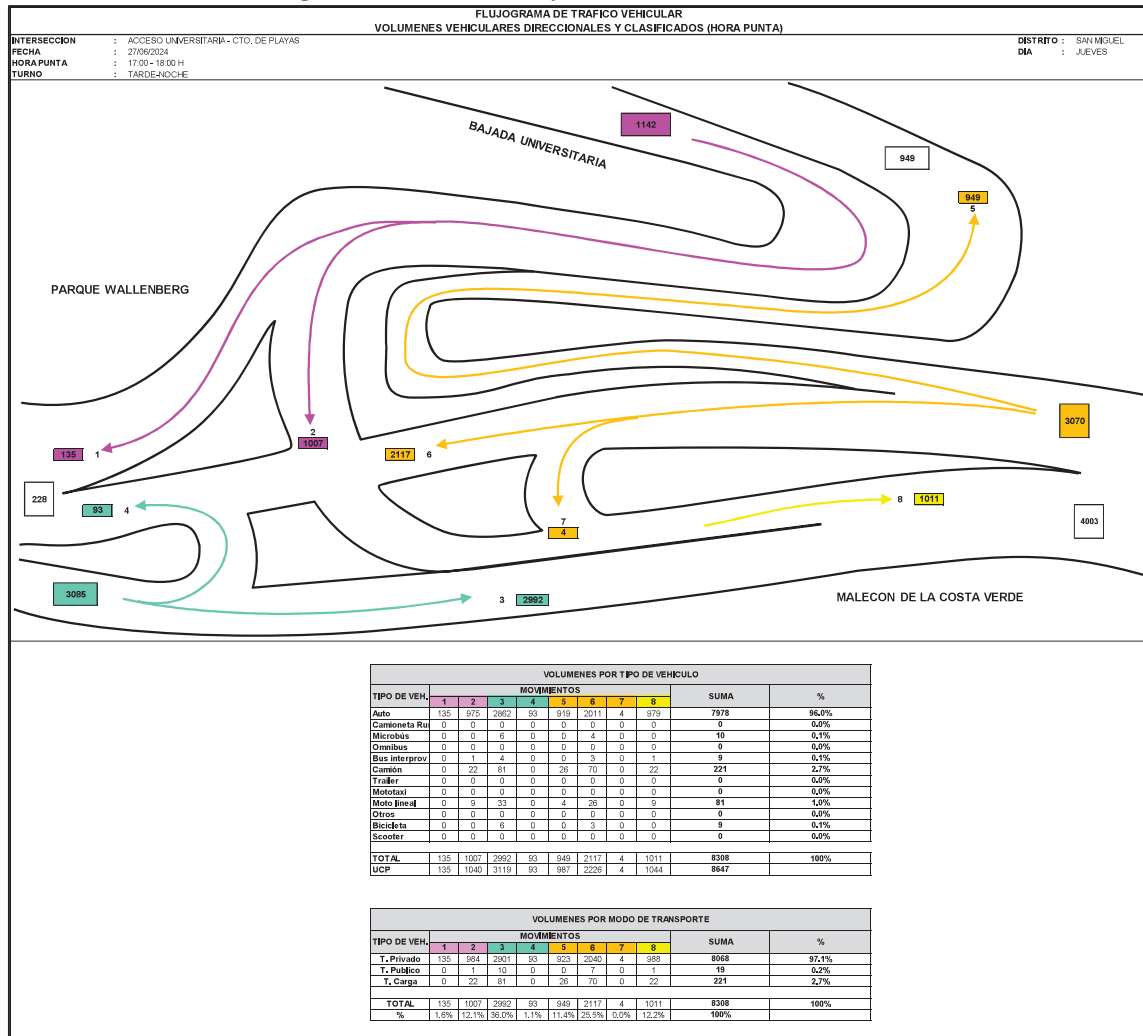 FLUJOGRAMA DE TRAFICO VEHICULAR
VOLUMENES VEHICULARES DIRECCIONALES Y CLASIFICADOS (HORA PUNTA)
INTERSECCION : ACCESO UNIVERSITARIA - CTO. DE PLAYAS DISTRITO : SAN MIGUEL
FECHA : 27/06/2024 DIA : JUEVES
HORA PUNTA : 17:00 - 18:00 H
TURNO : TARDE-NOCHE
1142
BAJADA UNIVERSITARIA
949
949
5
PARQUE WALLENBERG
3070
2
1007
135 1
2117 6
228
93 4
8 1011
7
4
4003
3085
3 2992
MALECON DE LA COSTA VERDE
VOLUMENES POR TIPO DE VEHICULO
TIPO DE VEH. MOVIMIENTOS SUMA %
1 2 3 4 5 6 7 8
Auto 135 975 2862 93 919 2011 4 979 7978 96.0%
Camioneta Ru 0 0 0 0 0 0 0 0 0 0.0%
Microbús 0 0 6 0 0 4 0 0 10 0.1%
Omnibus 0 0 0 0 0 0 0 0 0 0.0%
Bus interprov 0 1 4 0 0 3 0 1 9 0.1%
Camión 0 22 81 0 26 70 0 22 221 2.7%
Trailer 0 0 0 0 0 0 0 0 0 0.0%
Mototaxi 0 0 0 0 0 0 0 0 0 0.0%
Moto lineal 0 9 33 0 4 26 0 9 81 1.0%
Otros 0 0 0 0 0 0 0 0 0 0.0%
Bicicleta 0 0 6 0 0 3 0 0 9 0.1%
Scooter 0 0 0 0 0 0 0 0 0 0.0%
TOTAL 135 1007 2992 93 949 2117 4 1011 8308 100%
UCP 135 1040 3119 93 987 2226 4 1044 8647
VOLUMENES POR MODO DE TRANSPORTE
TIPO DE VEH. MOVIMIENTOS SUMA %
1 2 3 4 5 6 7 8
T. Privado 135 984 2901 93 923 2040 4 988 8068 97.1%
T. Publico 0 1 10 0 0 7 0 1 19 0.2%
T. Carga 0 22 81 0 26 70 0 22 221 2.7%
TOTAL 135 1007 2992 93 949 2117 4 1011 8308 100%
% 1.6% 12.1% 36.0% 1.1% 11.4% 25.5% 0.0% 12.2% 100%